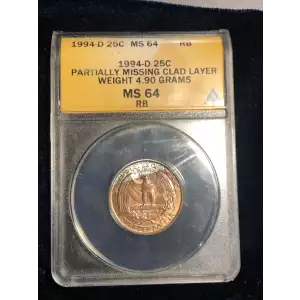 1994-D 25C MS 64 RB
1994-D 25C
PARTIALLY MISSING CLAD LAYER
WEIGHT 4.90 GRAMS
MS 64
RB